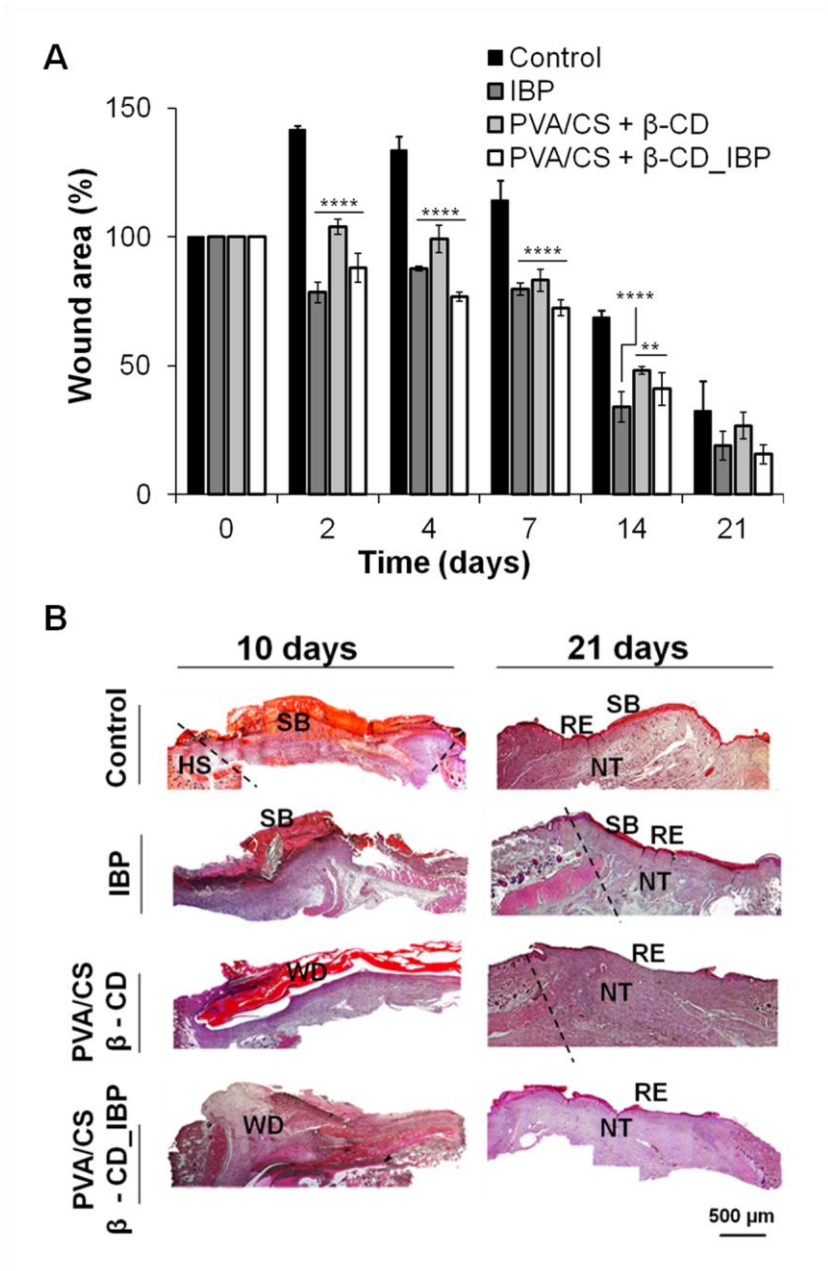 A
Control
IBP
PVA/CS + β-CD
PVA/CS + β-CD_IBP
Wound area (%)
150
100
50
0
**** **** **** **** **
0 2 4 7 14 21
Time (days)
B
10 days 21 days
Control
SB
HS
SB
RE
NT
IBP
SB
SB
RE
NT
PVA/CS
β - CD
WD
RE
NT
PVA/CS
β - CD_IBP
WD
RE
NT
500 µm